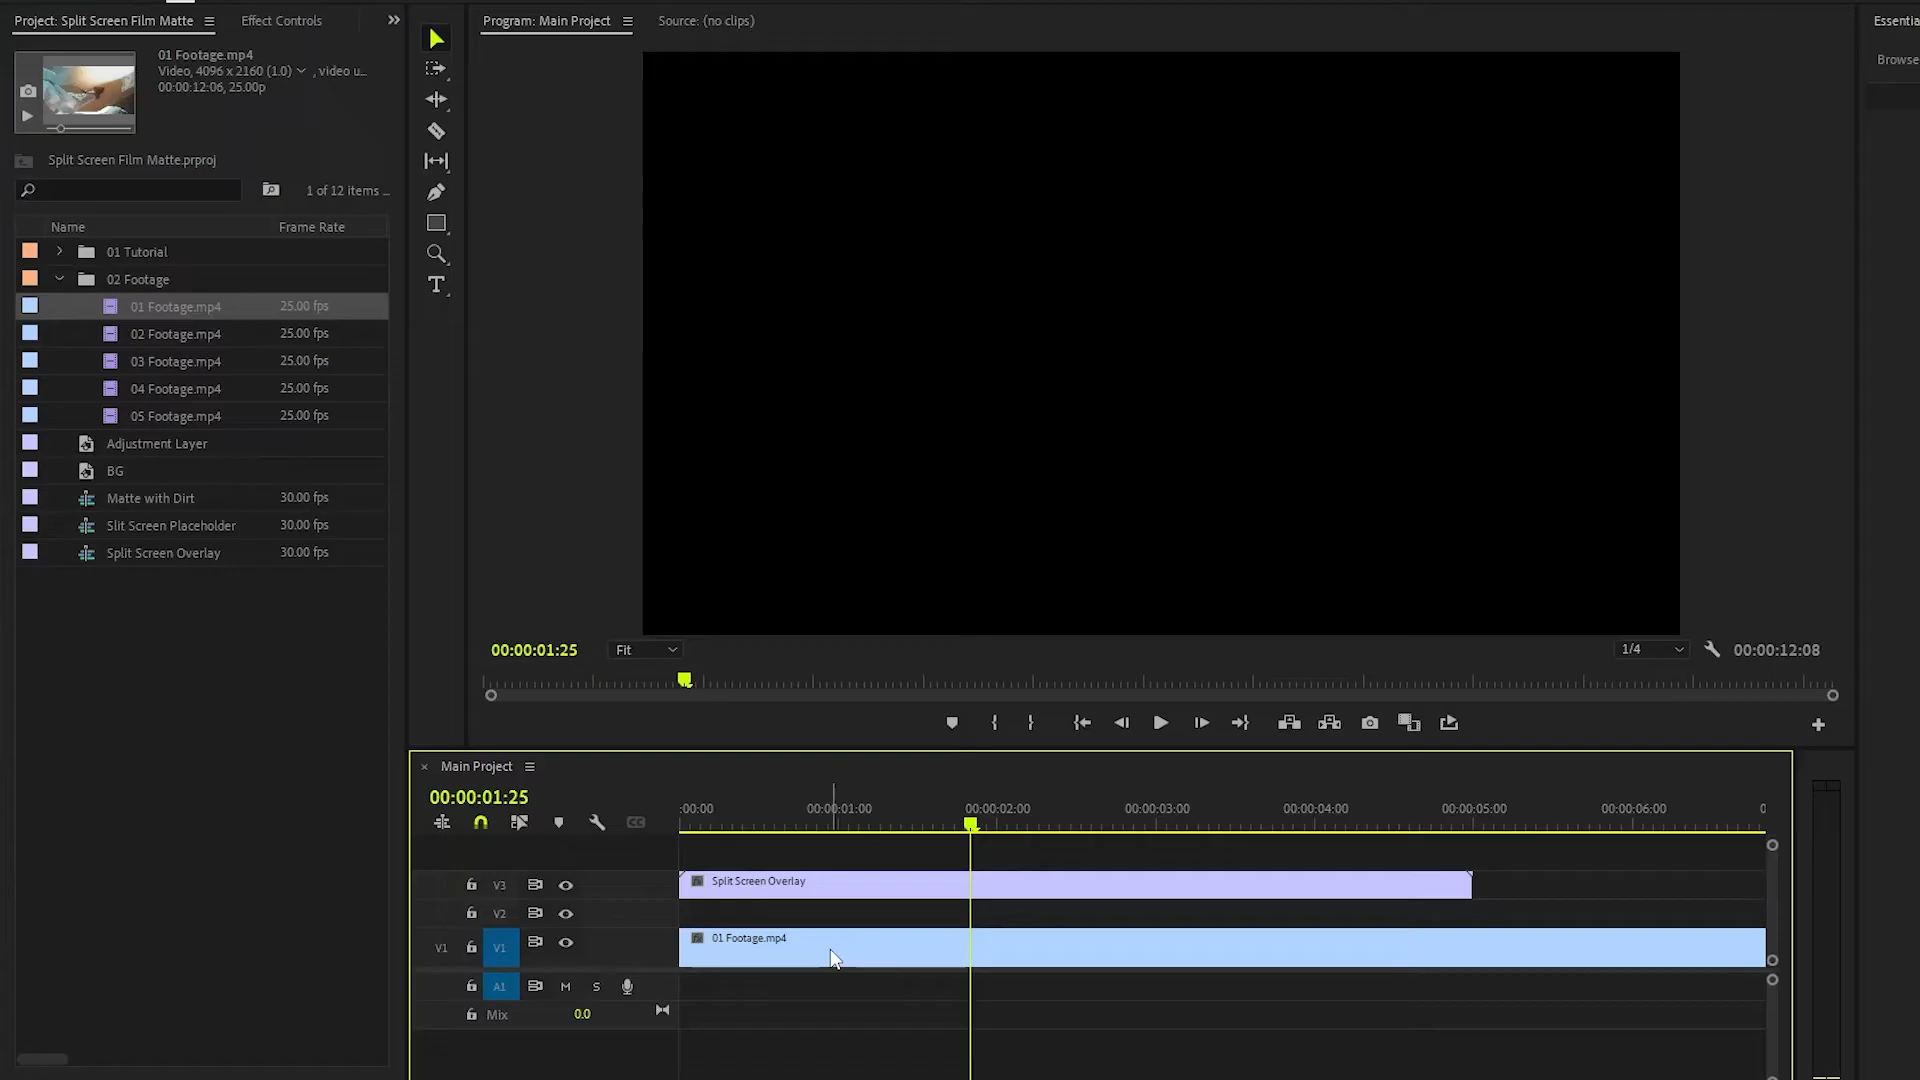 Project: Split Screen Film Matte
Effect Controls
01 Footage.mp4
Video, 4096 x 2160 (1.0)
, video u...
00:00:12:06, 25.00p
Split Screen Film Matte.prproj
1 of 12 items ...
Name
Frame Rate
01 Tutorial
02 Footage
01 Footage.mp4
25.00 fps
02 Footage.mp4
25.00 fps
03 Footage.mp4
25.00 fps
04 Footage.mp4
25.00 fps
05 Footage.mp4
25.00 fps
Adjustment Layer
BG
Matte with Dirt
30.00 fps
Slit Screen Placeholder
30.00 fps
Split Screen Overlay
30.00 fps
T
Program: Main Project
Source: (no clips)
Essentia
Browse
00:00:01:25
Fit
1/4
00:00:12:08
Main Project
00:00:01:25
CC
:00:00
00:00:01:00
00:00:02:00
00:00:03:00
00:00:04:00
00:00:05:00
00:00:06:00
0
V3
Split Screen Overlay
V2
V1
V1
01 Footage.mp4
A1
M
S
Mix
0.0